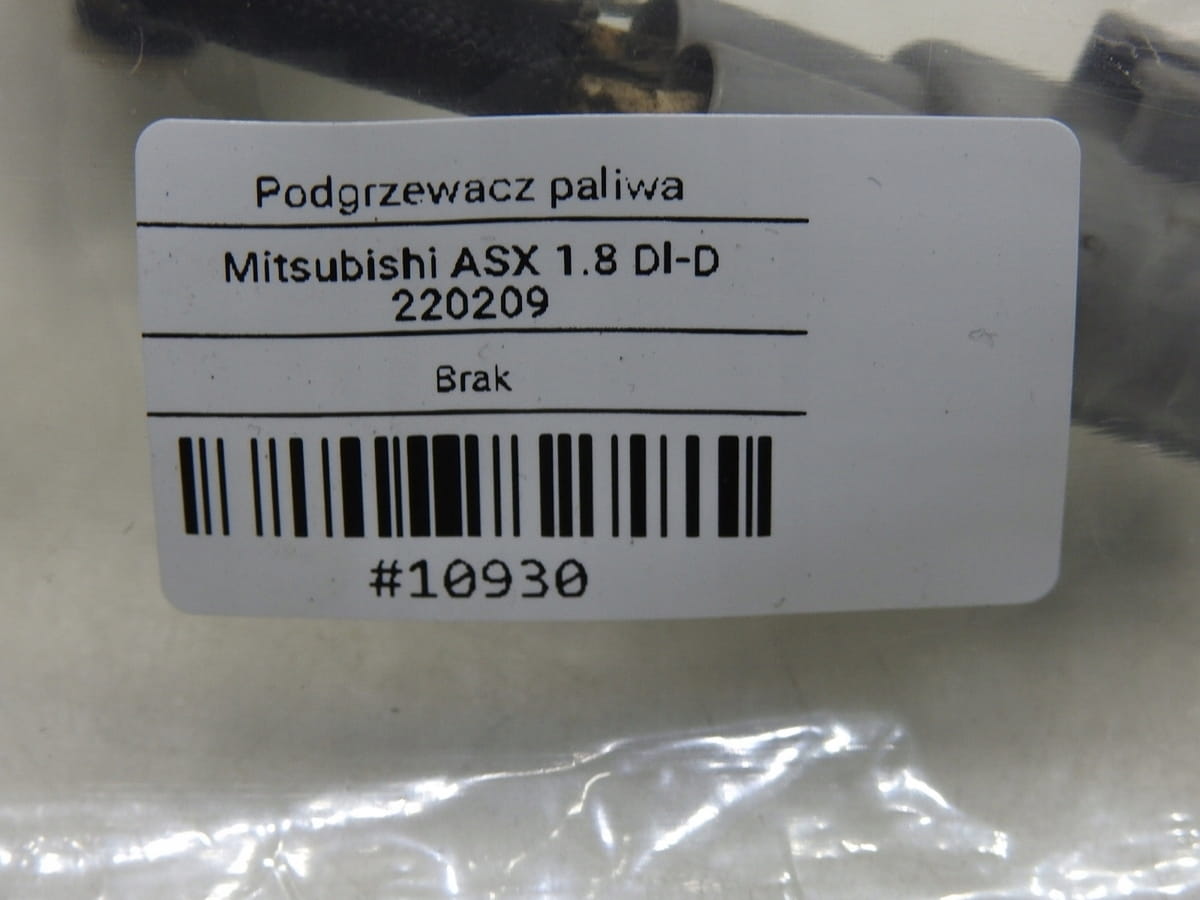 Podgrzewacz paliwa
Mitsubishi ASX 1.8 DI-D
220209
Brak
#10930